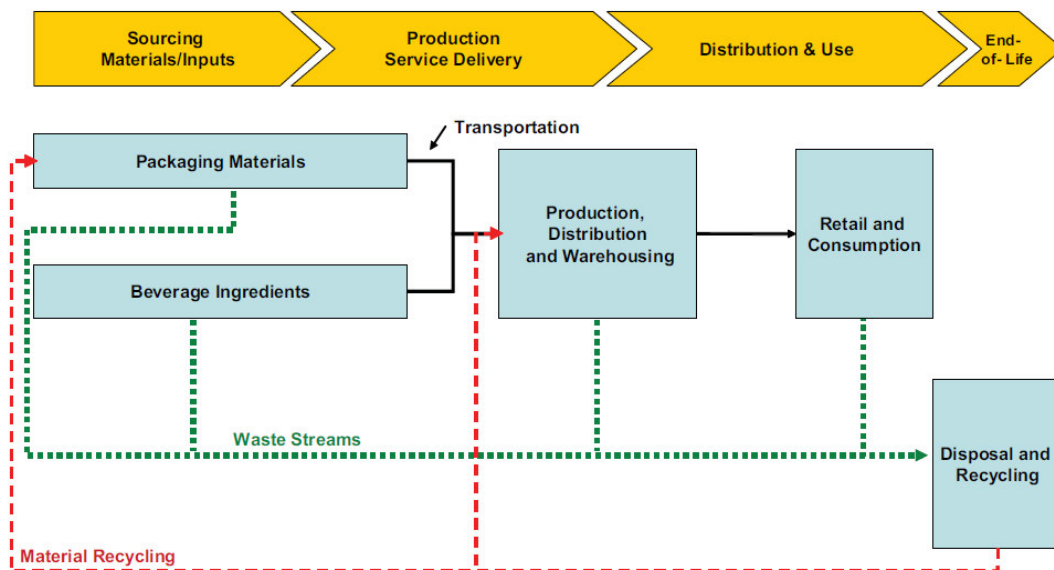 Sourcing
Materials/Inputs
Production
Service Delivery
Distribution & Use
End-
of- Life
Transportation
Packaging Materials
Production,
Distribution
and Warehousing
Retail and
Consumption
Beverage Ingredients
Waste Streams
Disposal and
Recycling
Material Recycling